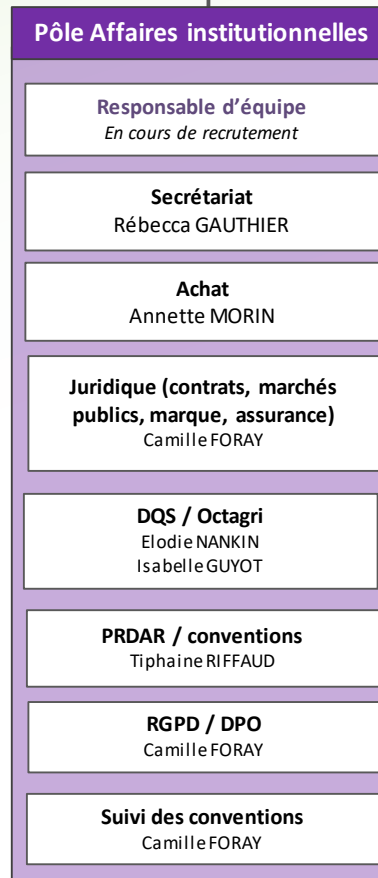 Pôle Affaires institutionnelles
Responsable d'équipe
En cours de recrutement
Secrétariat
Rébecca GAUTHIER
Achat
Annette MORIN
Juridique (contrats, marchés
publics, marque, assurance)
Camille FORAY
DQS / Octagri
Elodie NANKIN
Isabelle GUYOT
PRDAR / conventions
Tiphaine RIFFAUD
RGPD / DPO
Camille FORAY
Suivi des conventions
Camille FORAY